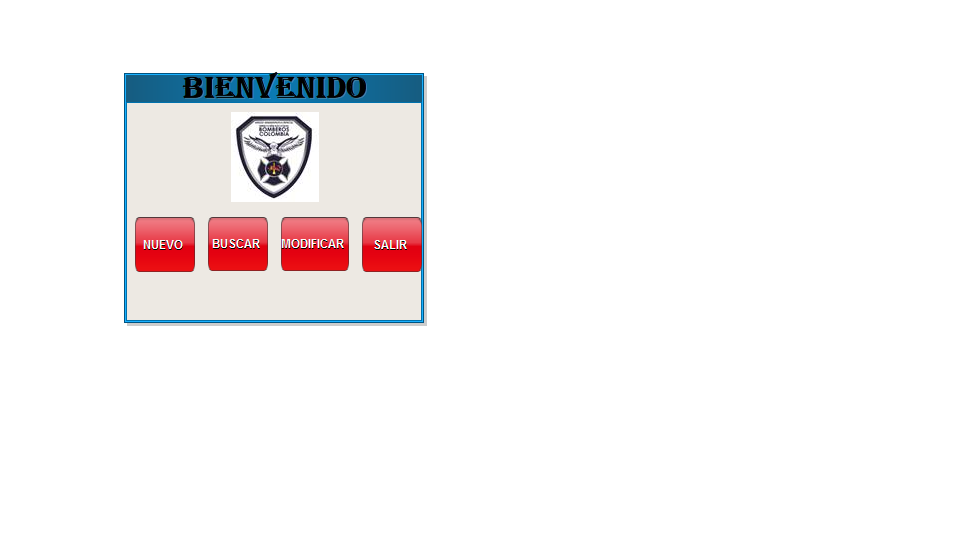 BIENVENIDO
BOMBEROS
COLOMBIA
NUEVO
BUSCAR
MODIFICAR
SALIR